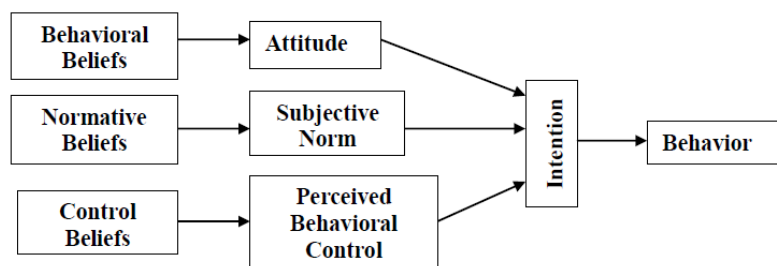 Behavioral
Beliefs
Attitude
Normative
Beliefs
Subjective
Norm
Control
Beliefs
Perceived
Behavioral
Control
Intention
Behavior